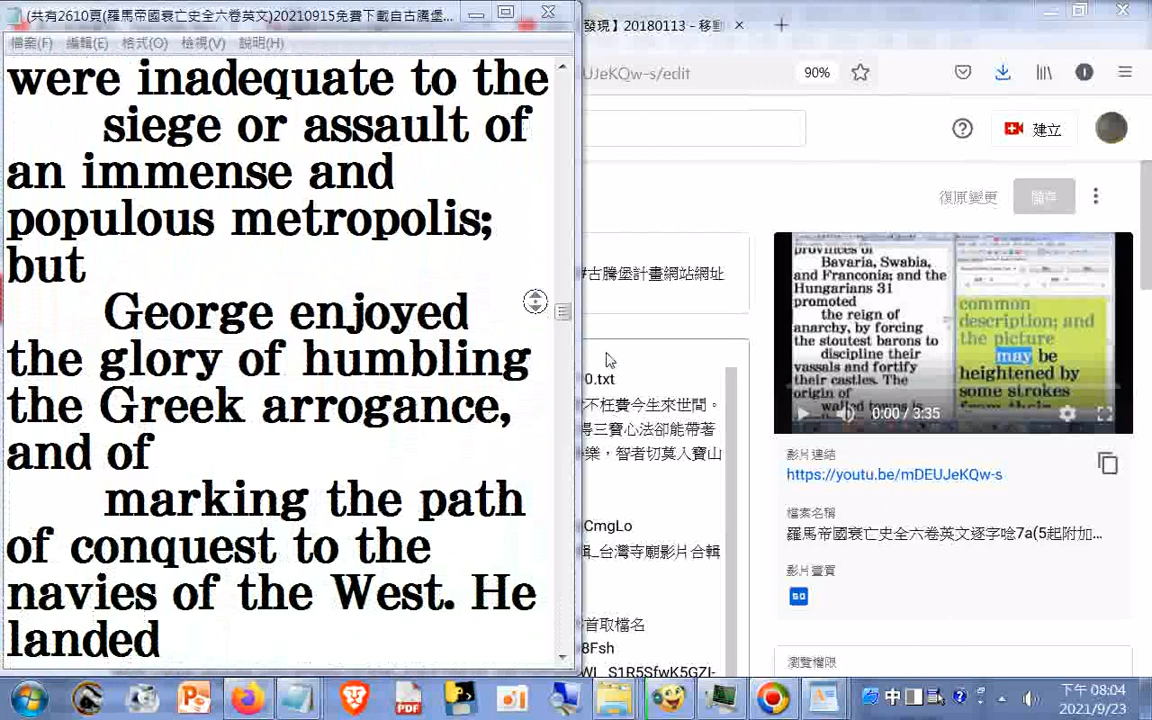 (共有2610頁(羅馬帝國衰亡史全六卷英文)20210915免費下載自古騰堡...
檔案(F) 編輯(E) 格式(O) 檢視(V) 說明(H)
were inadequate to the
siege or assault of
an immense and
populous metropolis;
but
George enjoyed
the glory of humbling
the Greek arrogance,
and of
marking the path
of conquest to the
navies of the West. He
landed
發現】20180113 - 移動
UJeKQw-s/edit
90%
建立
復原變更
儲存
#古騰堡計畫網站網址
0.txt
不枉費今生來世間。
得三寶心法卻能帶著
樂，智者切莫入寶山
CmgLo
輯_台灣寺廟影片合輯
首取檔名
8Fsh
WI_S1R5SfwK5GZI-
provinces of
Bavaria, Swabia,
and Franconia; and the
Hungarians 31
promoted
the reign of
anarchy, by forcing
the stoutest barons to
discipline their
vassals and fortify
their castles. The
origin of
walled towns is
common
description; and
the picture
may be
heightened by
some strokes
0:00 / 3:35
影片連結
https://youtu.be/mDEUJeKQw-s
檔案名稱
羅馬帝國衰亡史全六卷英文逐字唸7a(5起附加...
影片畫質
瀏覽權限
中
下午 08:04
2021/9/23